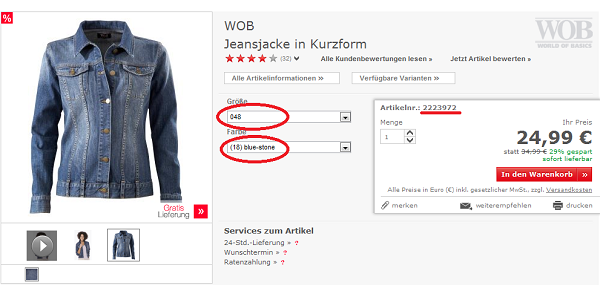 %
WOB
Jeansjacke in Kurzform
WOB
WORLD OF BASICS
(32)
Alle Kundenbewertungen lesen »
Jetzt Artikel bewerten »
Alle Artikelinformationen »
Verfügbare Varianten »
Größe
048
Farbe
(18) blue-stone
Artikelnr.: 2223972
Menge
Ihr Preis
1
24,99 €
statt 34,99 € 29% gespart
sofort lieferbar
In den Warenkorb »
Alle Preise in Euro (€) inkl. gesetzlicher MwSt., zzgl. Versandkosten
merken
weiterempfehlen
drucken
Gratis
Lieferung »
Services zum Artikel
24-Std.-Lieferung » ?
Wunschtermin » ?
Ratenzahlung » ?